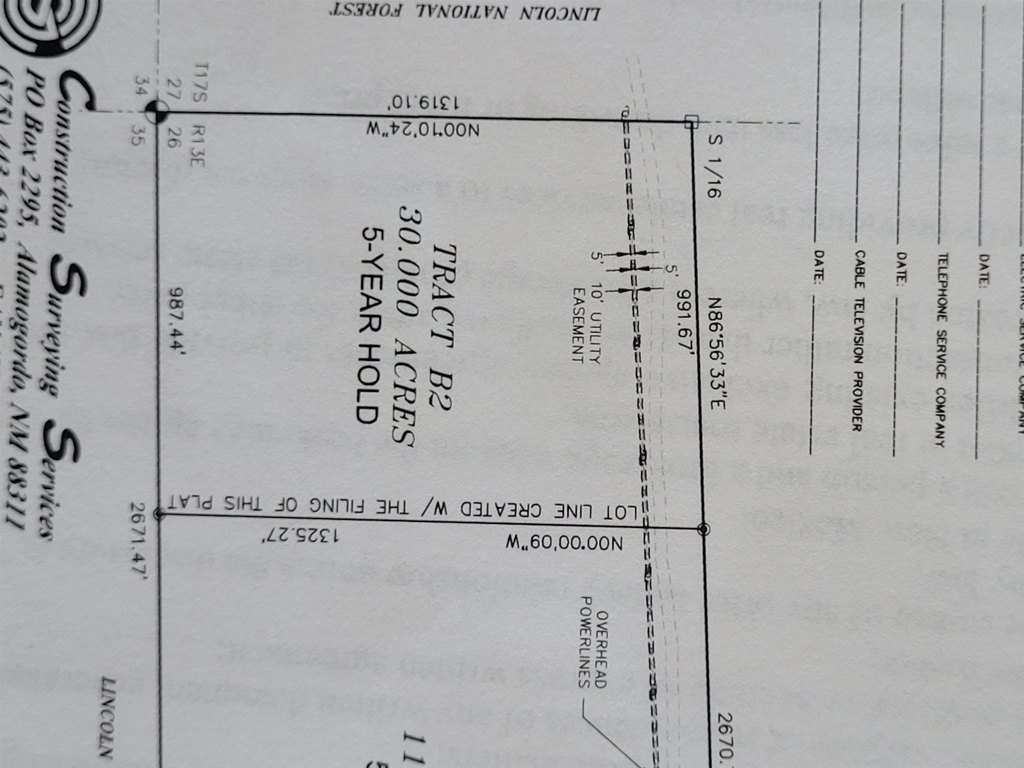 LINCOLN NATIONAL FOREST
DATE:
TELEPHONE SERVICE COMPANY
DATE:
CABLE TELEVISION PROVIDER
DATE:
S 1/16
N86°56'33"E
991.67'
2670.
1319.10'
N00°10'24"W
5'
5'
10' UTILITY
EASEMENT
TRACT B2
30.000 ACRES
5-YEAR HOLD
LOT LINE CREATED W/ THE FILING OF THIS PLAT
N00°00'09"W
1325.27'
OVERHEAD
POWERLINES
T17S R13E
27 26
34 35
987.44'
2671.47'
LINCOLN
11
Construction Surveying Services
PO Box 2295, Alamogordo, NM 88311